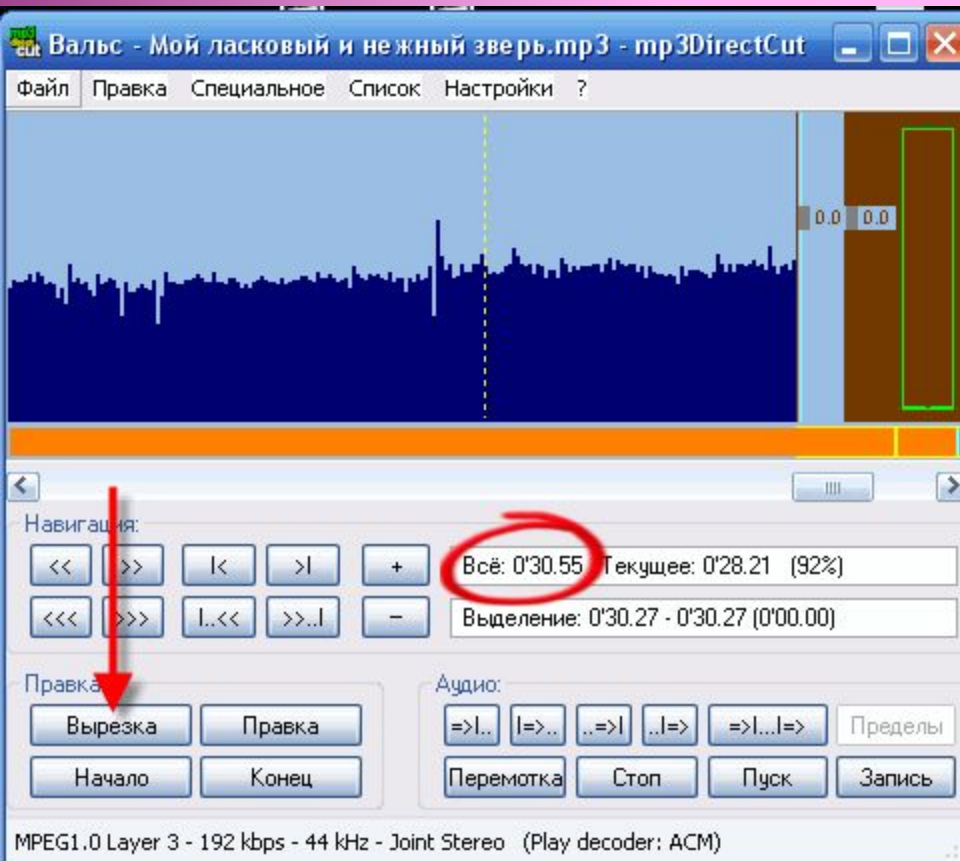 Вальс - Мой ласковый и нежный зверь.mp3 - mp3DirectCut
Файл Правка Специальное Список Настройки ?
0.0 0.0
Навигация:
<< >> |< >| + Всё: 0'30.55 Текущее: 0'28.21 (92%)
<<< >>> |..<< >>..| − Выделение: 0'30.27 - 0'30.27 (0'00.00)
Правка Аудио:
Вырезка Правка =>|.. |=>.. ..=>| ..|=> =>|...|=> Пределы
Начало Конец Перемотка Стоп Пуск Запись
MPEG1.0 Layer 3 - 192 kbps - 44 kHz - Joint Stereo (Play decoder: ACM)